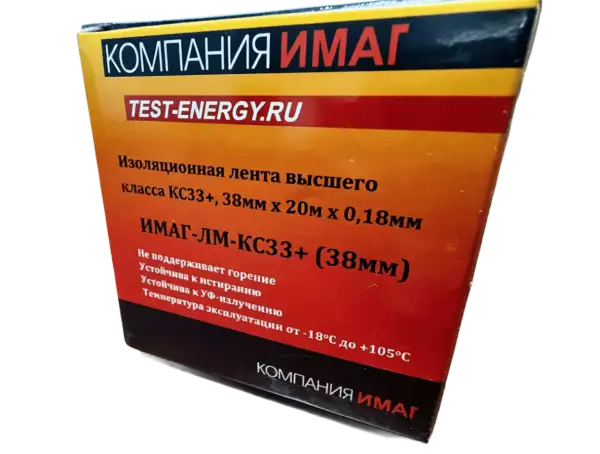 КОМПАНИЯ ИМАГ
TEST-ENERGY.RU
Изоляционная лента высшего
класса КС33+, 38мм х 20м х 0,18мм
ИМАГ-ЛМ-КС33+ (38мм)
Не поддерживает горение
Устойчива к истиранию
Устойчива к УФ-излучению
Температура эксплуатации от -18°С до +105°С
КОМПАНИЯ ИМАГ